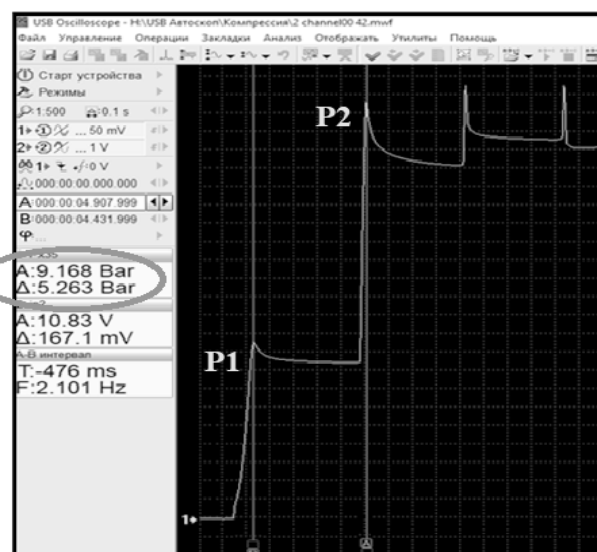 USB Oscilloscope - H:\USB Автоскоп\Компрессия\2 channel00 42.mwf
Файл Управление Операции Закладки Анализ Отображать Утилиты Помощь
Старт устройства
Режимы
1:500 0.1 s
1 ... 50 mV
2 ... 1 V
1 0 V
000:00:00.000.000
A:000:00:04.907.999
B:000:00:04.431.999
φ...
A:9.168 Bar
Δ:5.263 Bar
A:10.83 V
Δ:167.1 mV
A-B интервал
T:-476 ms
F:2.101 Hz
P1
P2
1
A